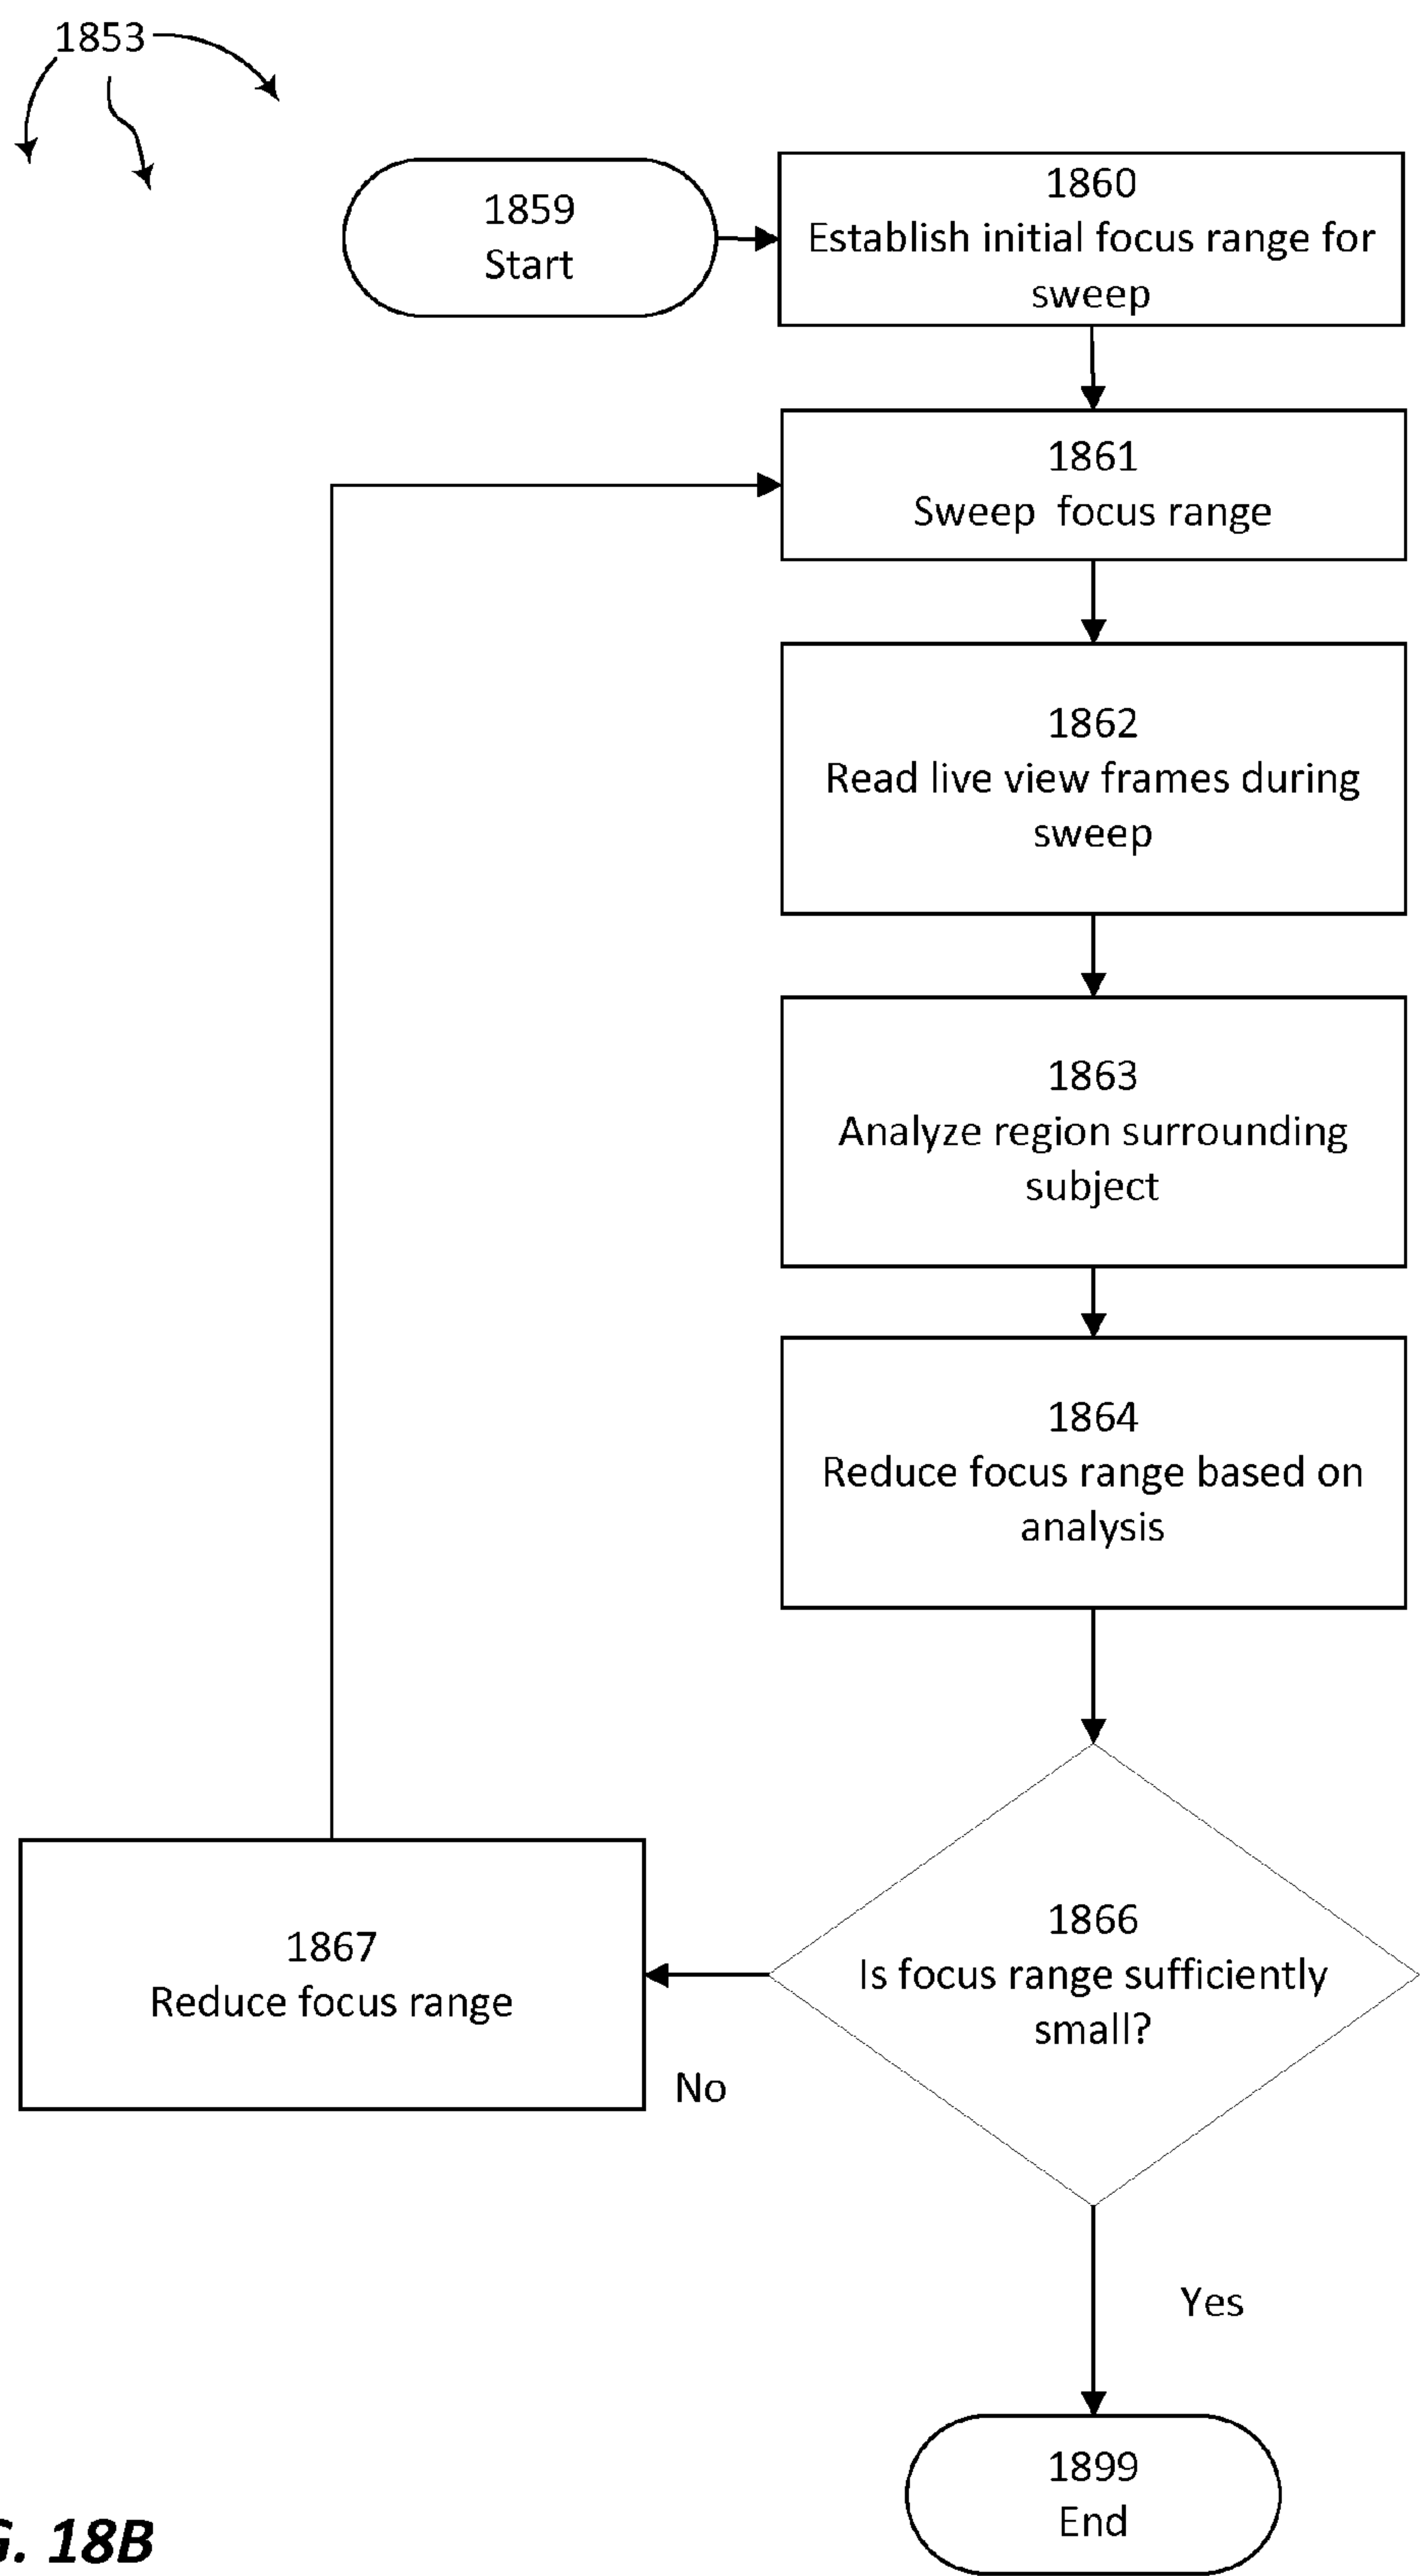 1853
1859
Start
1860
Establish initial focus range for
sweep
1861
Sweep focus range
1862
Read live view frames during
sweep
1863
Analyze region surrounding
subject
1864
Reduce focus range based on
analysis
1866
Is focus range sufficiently
small?
1867
Reduce focus range
No
Yes
1899
End
G. 18B